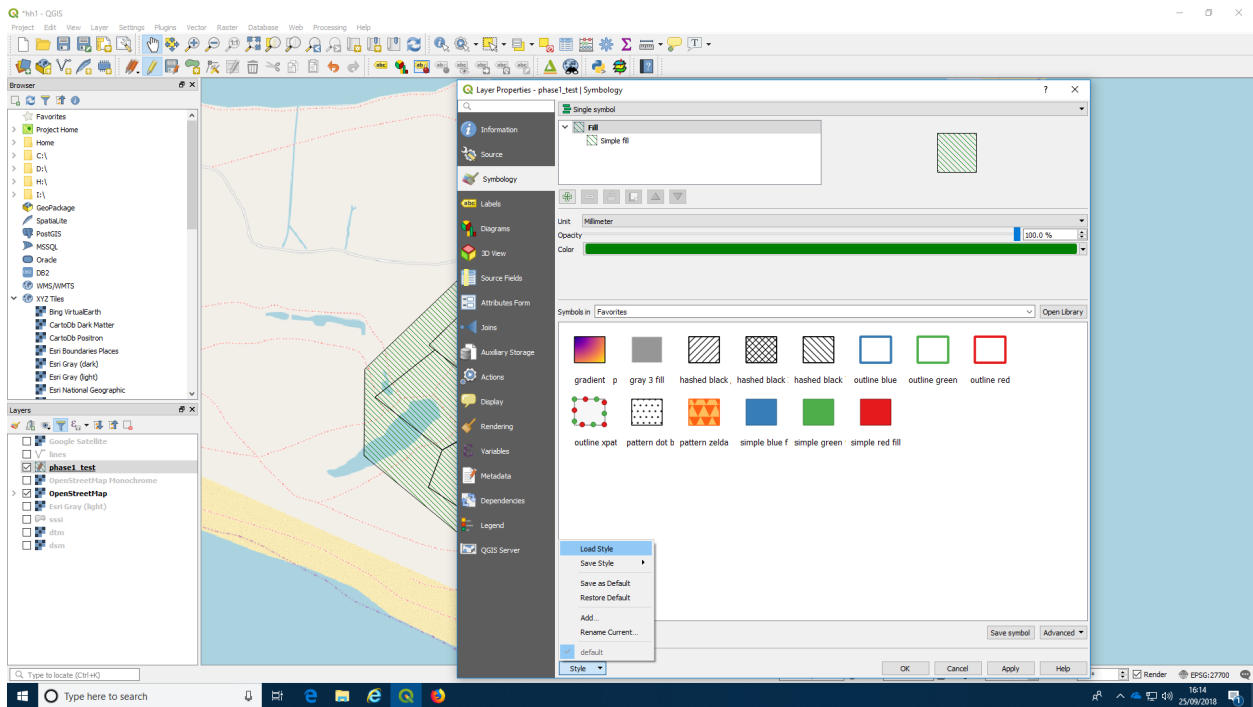 *hh1 - QGIS
Project Edit View Layer Settings Plugins Vector Raster Database Web Processing Help
Browser
Favorites
Project Home
Home
C:\
D:\
H:\
I:\
GeoPackage
SpatiaLite
PostGIS
MSSQL
Oracle
DB2
WMS/WMTS
XYZ Tiles
Bing VirtualEarth
CartoDb Dark Matter
CartoDb Positron
Esri Boundaries Places
Esri Gray (dark)
Esri Gray (light)
Esri National Geographic
Layers
Google Satellite
lines
phase1_test
OpenStreetMap Monochrome
OpenStreetMap
Esri Gray (light)
sssi
dtm
dsm
Layer Properties - phase1_test | Symbology
Information
Source
Symbology
Labels
Diagrams
3D View
Source Fields
Attributes Form
Joins
Auxiliary Storage
Actions
Display
Rendering
Variables
Metadata
Dependencies
Legend
QGIS Server
Single symbol
Fill
Simple fill
Unit Millimeter
Opacity 100.0 %
Color
Symbols in Favorites Open Library
gradient p gray 3 fill hashed black hashed black hashed black outline blue outline green outline red
outline xpat pattern dot b pattern zelda simple blue f simple green simple red fill
Load Style
Save Style
Save as Default
Restore Default
Add...
Rename Current...
default
Save symbol Advanced
Style OK Cancel Apply Help
Type to locate (Ctrl+K) Render EPSG:27700
Type here to search 16:14
25/09/2018